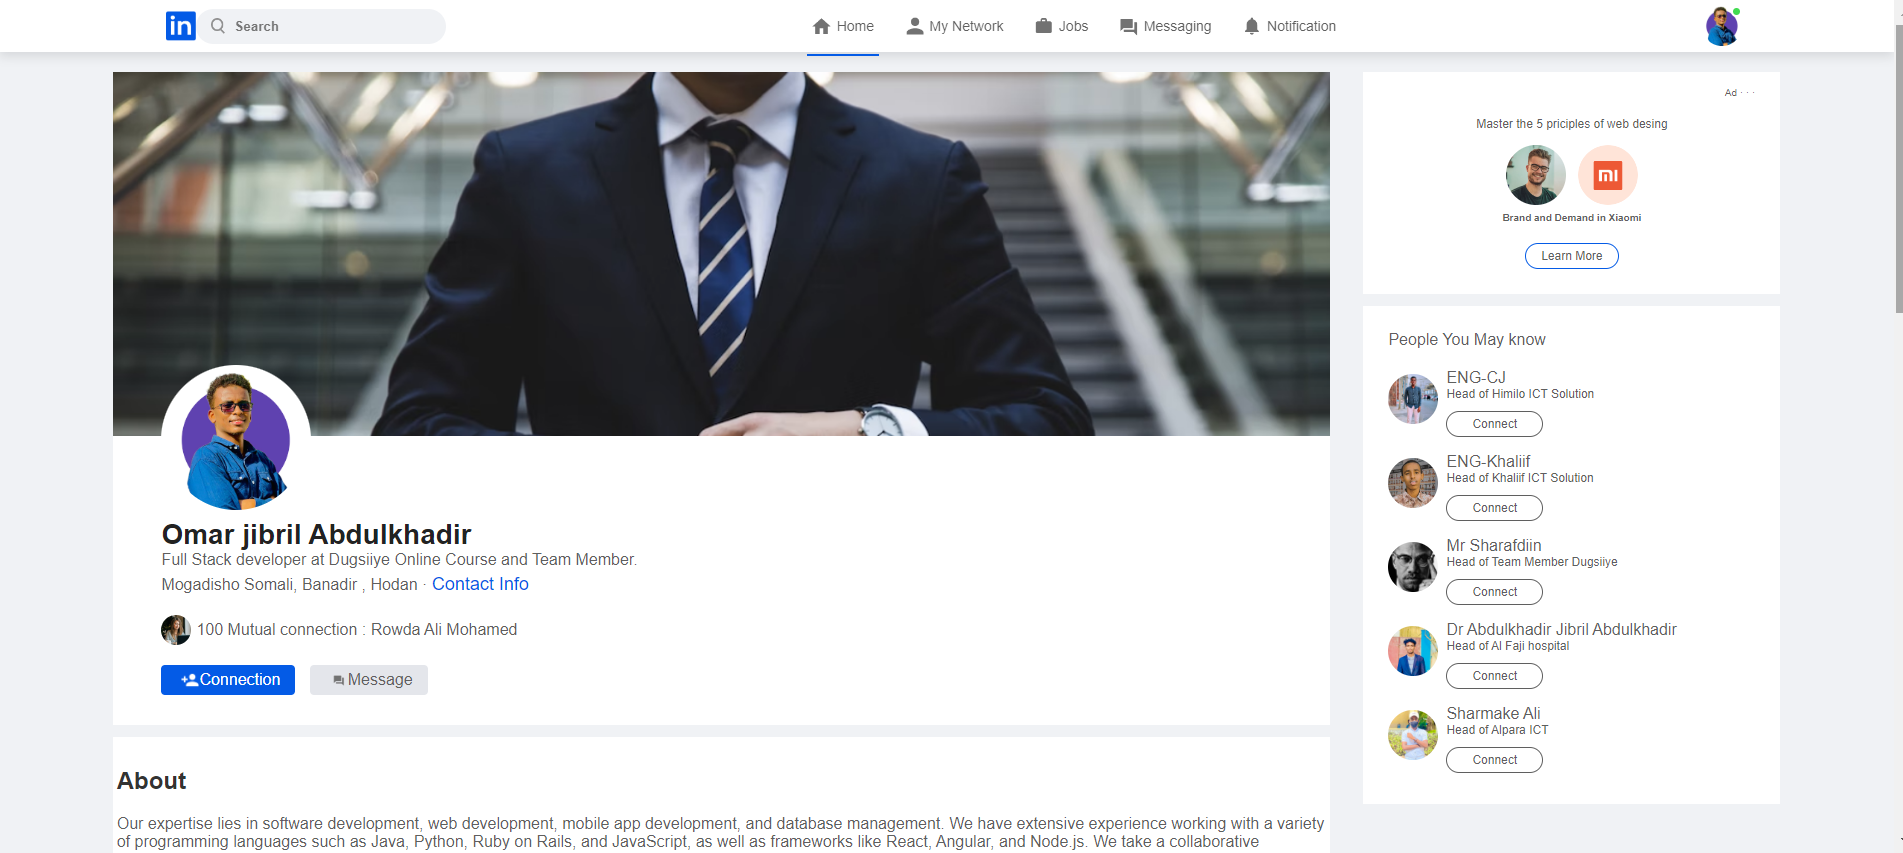 in
Search
Home
My Network
Jobs
Messaging
Notification
Omar jibril Abdulkhadir
Full Stack developer at Dugsiiye Online Course and Team Member.
Mogadisho Somali, Banadir , Hodan · Contact Info
100 Mutual connection : Rowda Ali Mohamed
Connection
Message
About
Our expertise lies in software development, web development, mobile app development, and database management. We have extensive experience working with a variety
of programming languages such as Java, Python, Ruby on Rails, and JavaScript, as well as frameworks like React, Angular, and Node.js. We take a collaborative
Ad · · ·
Master the 5 priciples of web desing
mi
Brand and Demand in Xiaomi
Learn More
People You May know
ENG-CJ
Head of Himilo ICT Solution
Connect
ENG-Khaliif
Head of Khaliif ICT Solution
Connect
Mr Sharafdiin
Head of Team Member Dugsiiye
Connect
Dr Abdulkhadir Jibril Abdulkhadir
Head of Al Faji hospital
Connect
Sharmake Ali
Head of Alpara ICT
Connect